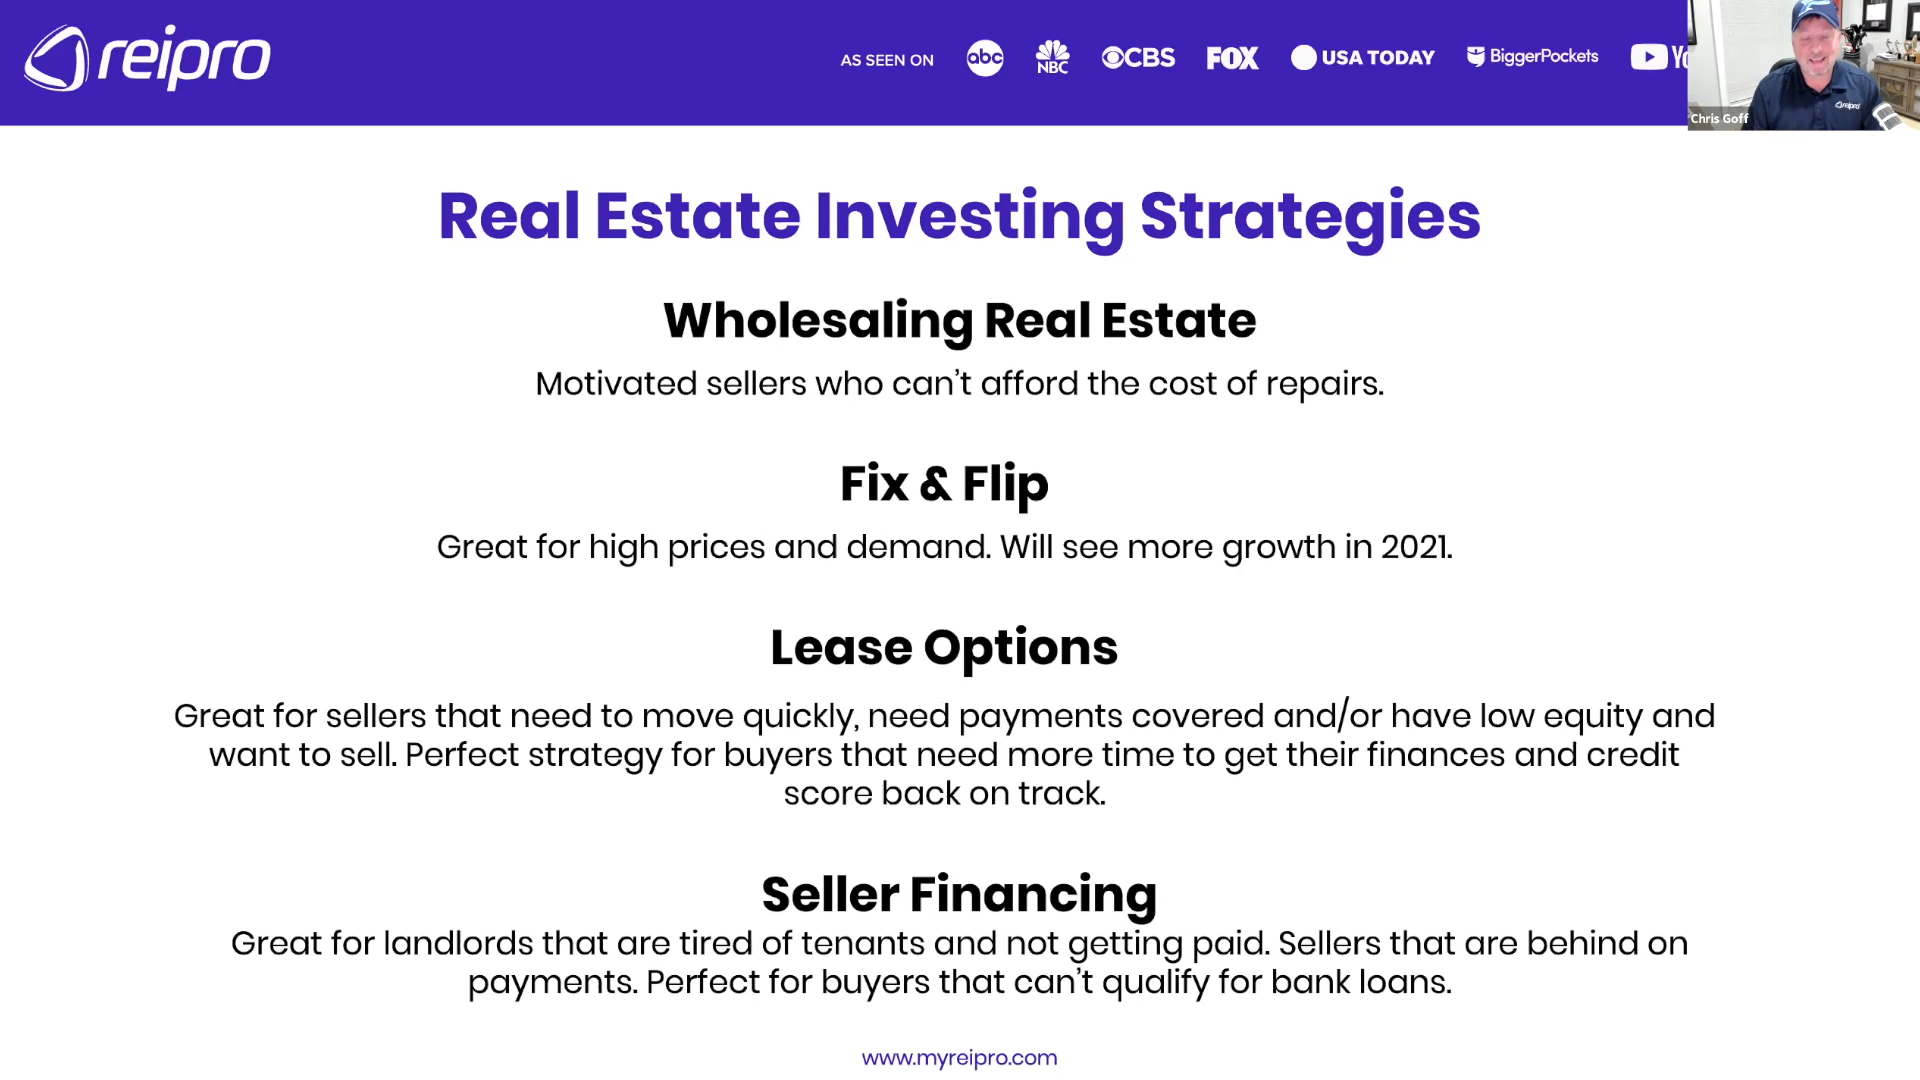 reipro
AS SEEN ON abc NBC CBS FOX USA TODAY BiggerPockets
Chris Goff
reipro
Real Estate Investing Strategies
Wholesaling Real Estate
Motivated sellers who can’t afford the cost of repairs.
Fix & Flip
Great for high prices and demand. Will see more growth in 2021.
Lease Options
Great for sellers that need to move quickly, need payments covered and/or have low equity and
want to sell. Perfect strategy for buyers that need more time to get their finances and credit
score back on track.
Seller Financing
Great for landlords that are tired of tenants and not getting paid. Sellers that are behind on
payments. Perfect for buyers that can’t qualify for bank loans.
www.myreipro.com